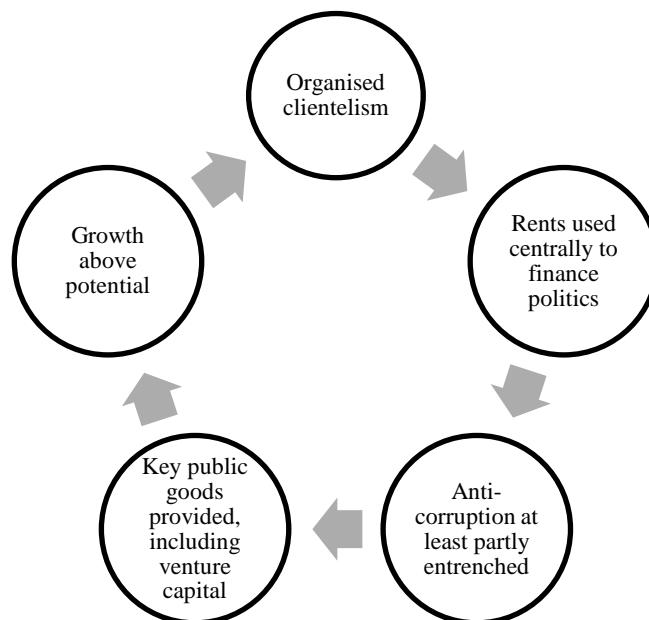 Organised
clientelism
Rents used
centrally to
finance
politics
Anti-
corruption at
least partly
entrenched
Key public
goods
provided,
including
venture
capital
Growth
above
potential